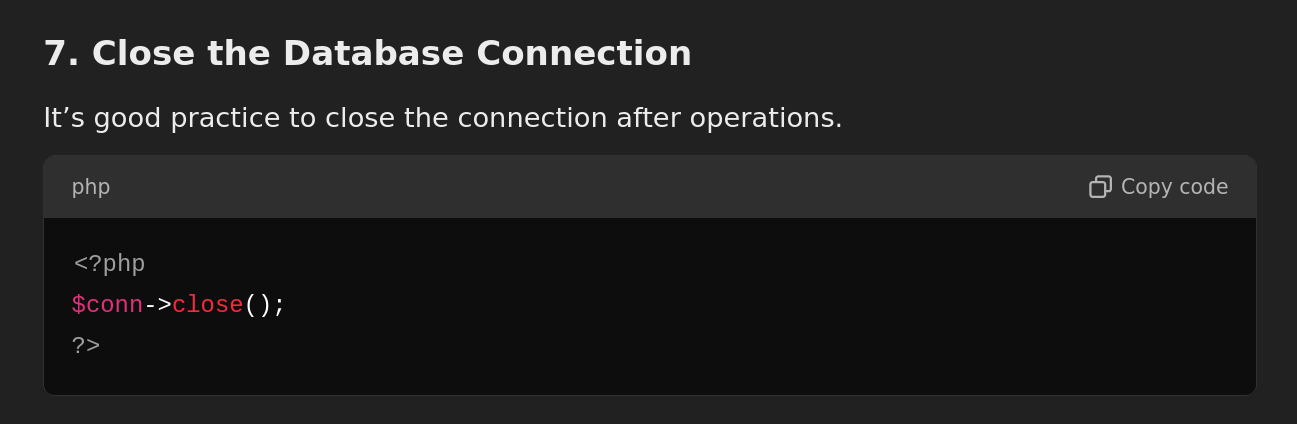 7. Close the Database Connection
It’s good practice to close the connection after operations.
php
Copy code
<?php
$conn->close();
?>